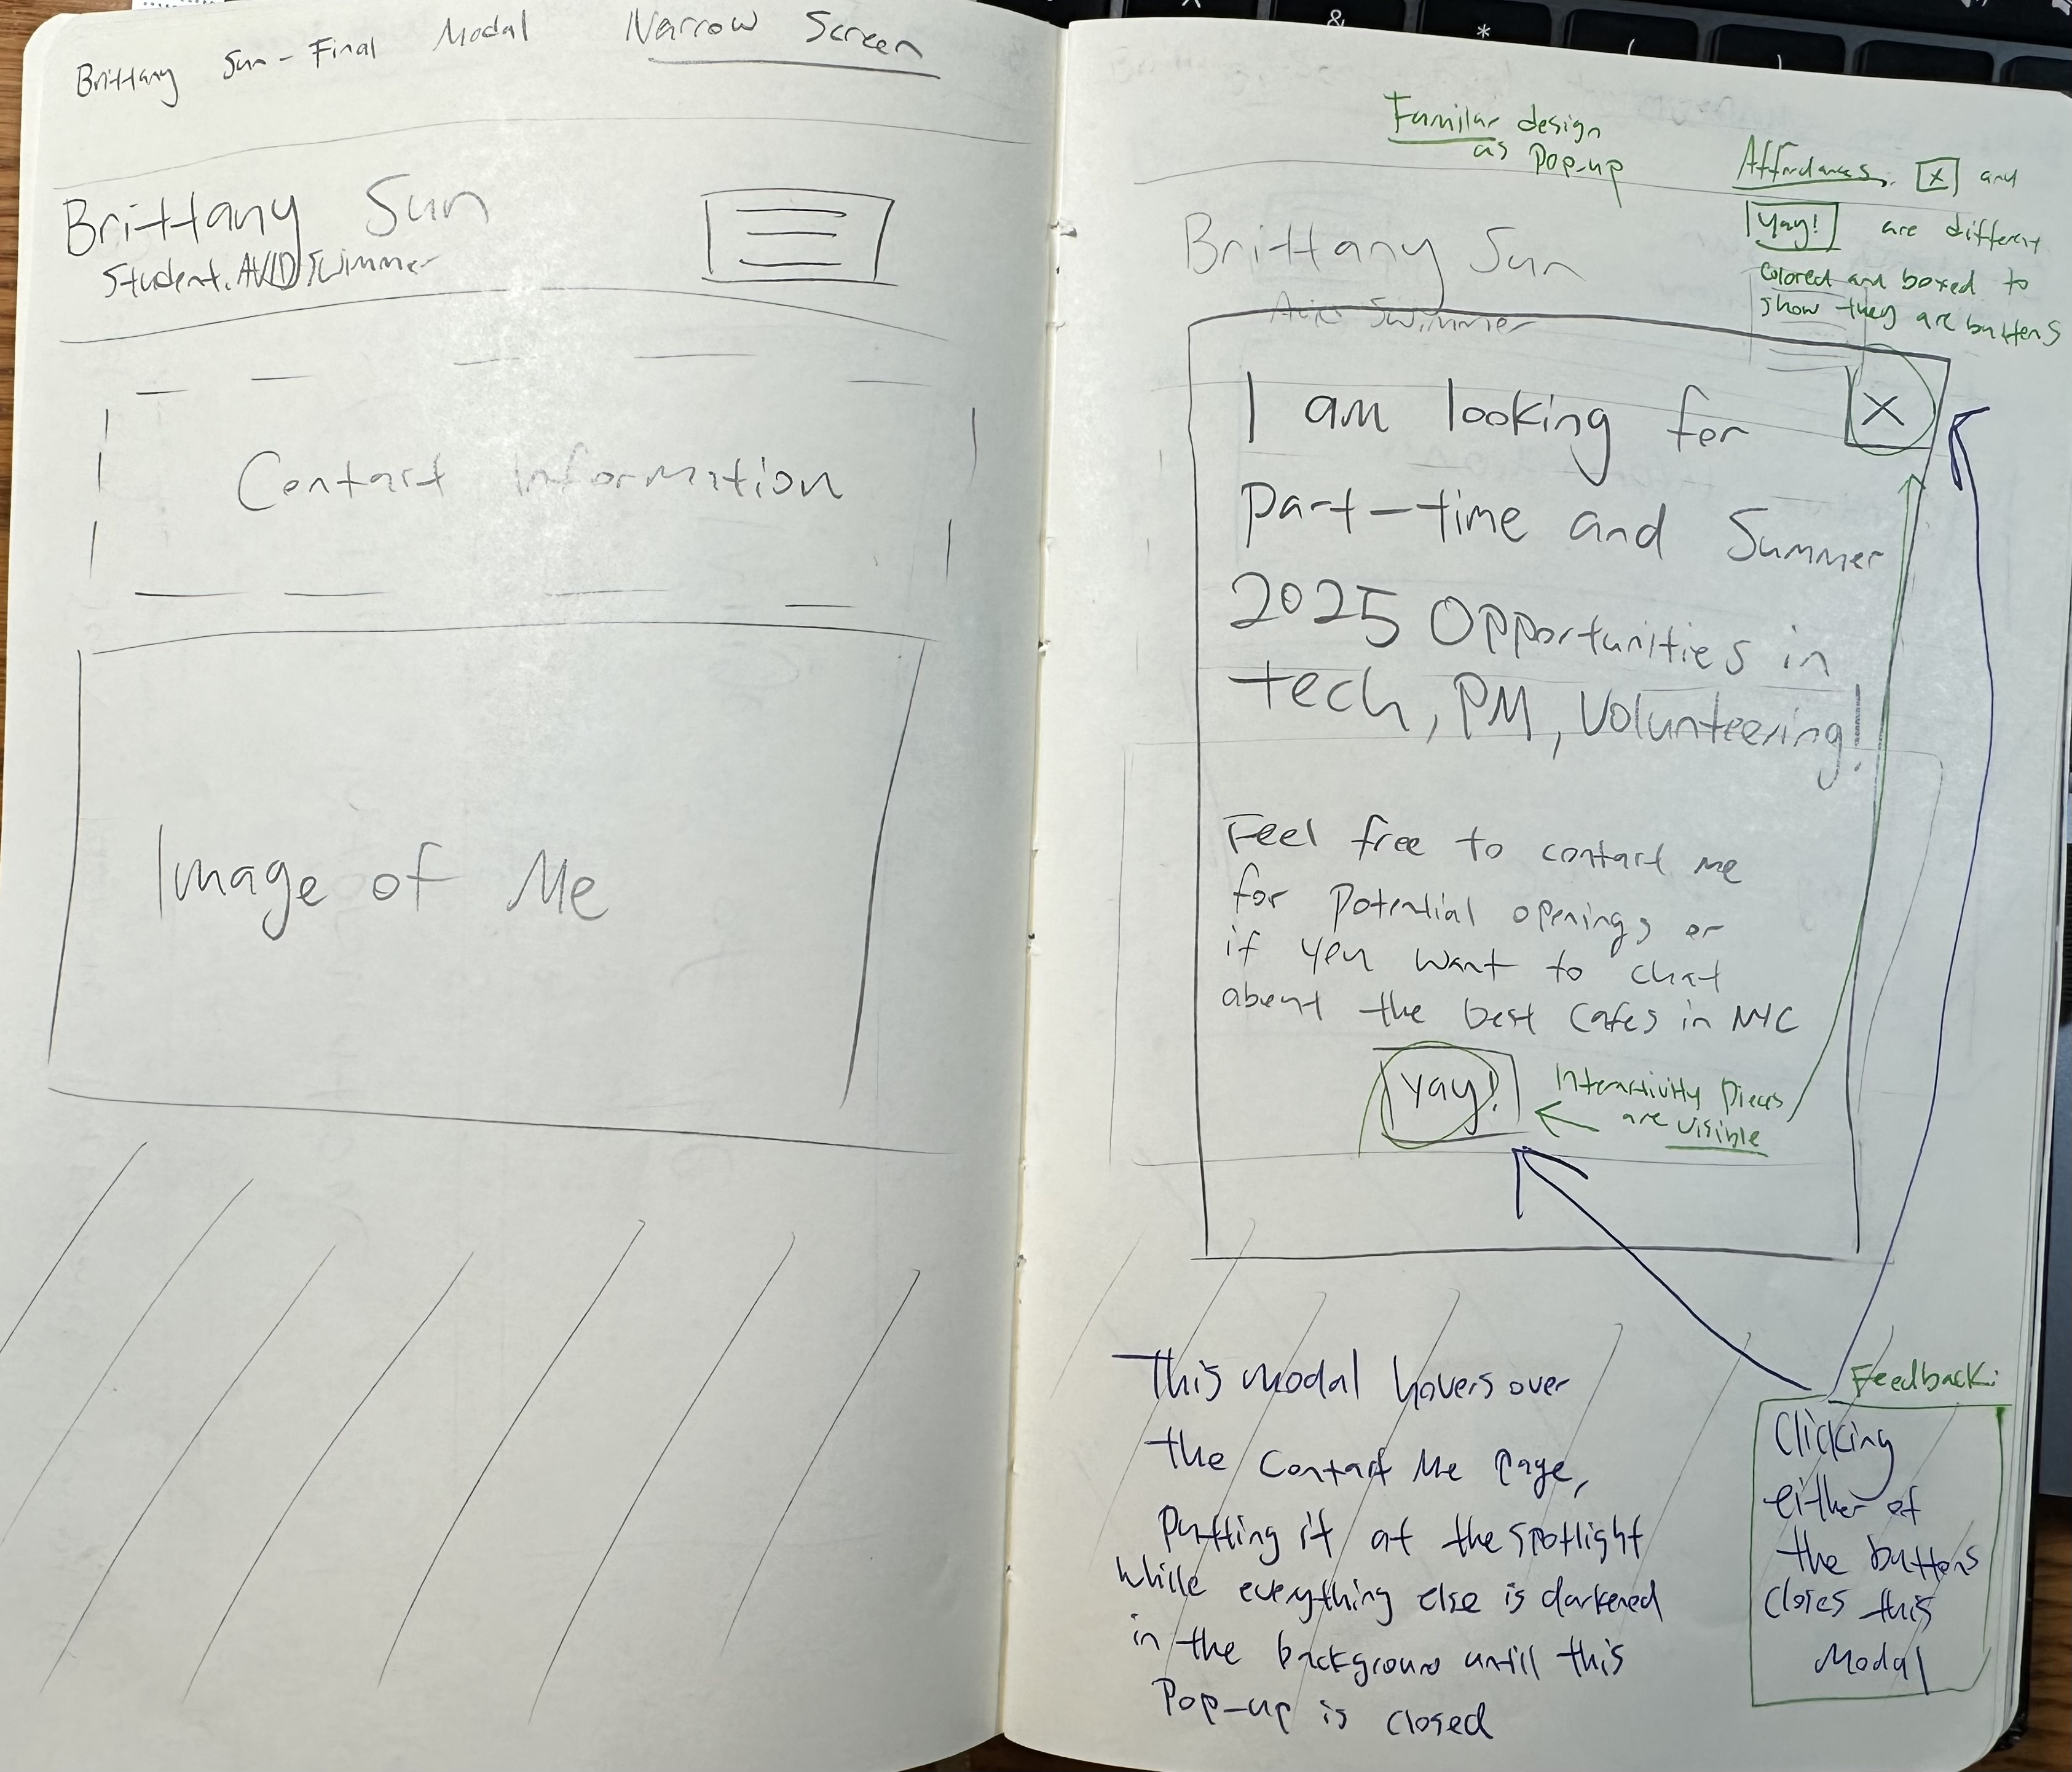 Brittany Sun - Final Modal Narrow Screen
Brittany Sun
Student, Avid Swimmer
Contact Information
Image of Me
Familar design
as Pop-up
Affordances: X and
Yay! are different
colored and boxed to
show they are buttons
Brittany Sun
Avid Swimmer
X
I am looking for
part-time and Summer
2025 Opportunities in
tech, PM, Volunteering!
Feel free to contact me
for potential openings or
if you want to chat
about the best cafes in NYC
Yay!
Interactivity pieces
are visible
This modal hovers over
the Contact Me page,
putting it at the spotlight
while everything else is darkened
in the background untill this
Pop-up is closed
Feedback:
Clicking
either of
the buttons
closes this
Modal
&
*
(
)